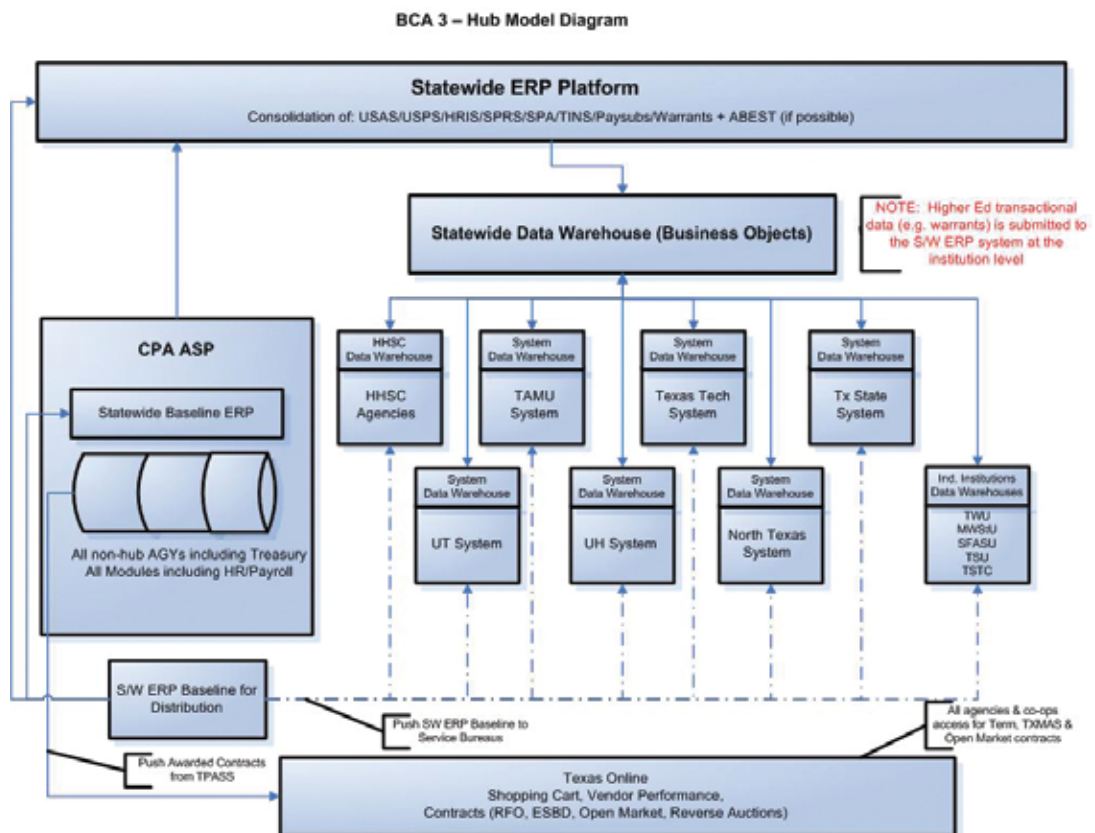 BCA 3 – Hub Model Diagram
Statewide ERP Platform
Consolidation of: USAS/USPS/HRIS/SPRS/SPA/TINS/Paysubs/Warrants + ABEST (if possible)
Statewide Data Warehouse (Business Objects)
NOTE: Higher Ed transactional
data (e.g. warrants) is submitted to
the S/W ERP system at the
institution level
CPA ASP
Statewide Baseline ERP
All non-hub AGYs including Treasury
All Modules including HR/Payroll
HHSC
Data Warehouse
HHSC
Agencies
System
Data Warehouse
TAMU
System
System
Data Warehouse
Texas Tech
System
System
Data Warehouse
Tx State
System
System
Data Warehouse
UT System
System
Data Warehouse
UH System
System
Data Warehouse
North Texas
System
Ind. Institutions
Data Warehouses
TWU
MWStU
SFASU
TSU
TSTC
S/W ERP Baseline for
Distribution
Push SW ERP Baseline to
Service Bureaus
All agencies & co-ops
access for Term, TXMAS &
Open Market contracts
Push Awarded Contracts
from TPASS
Texas Online
Shopping Cart, Vendor Performance,
Contracts (RFO, ESBD, Open Market, Reverse Auctions)